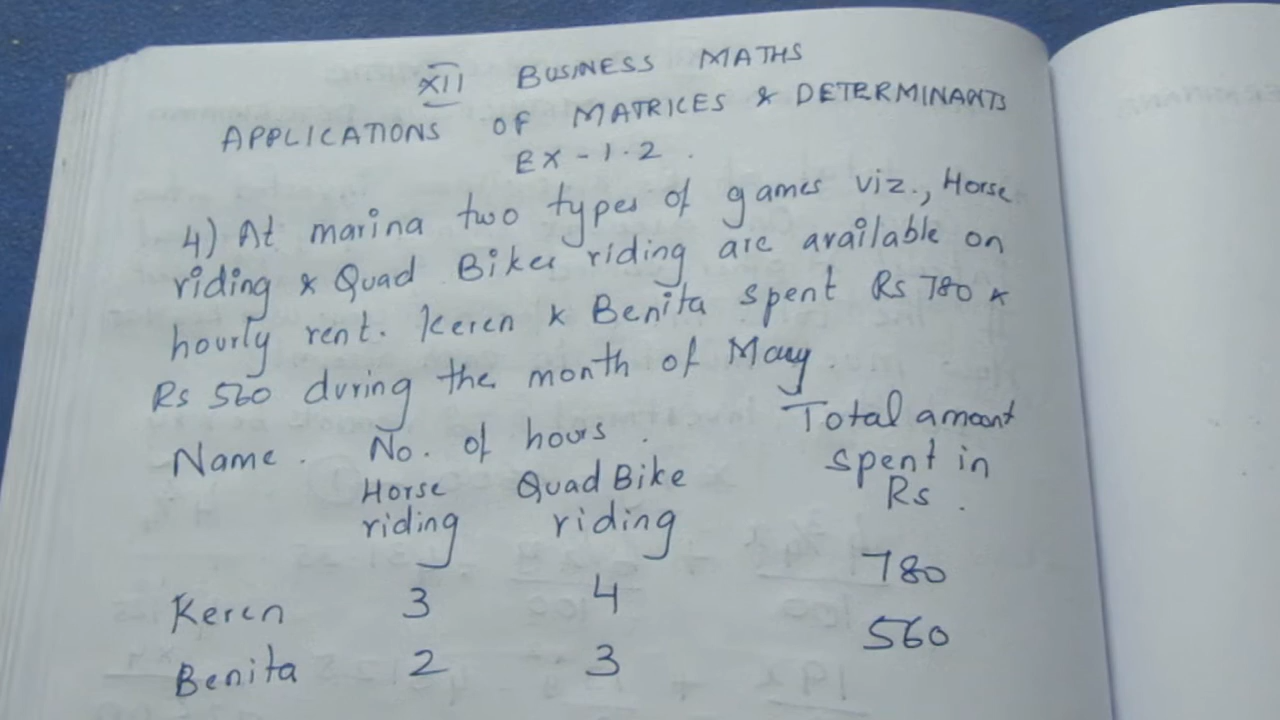 XII BUSINESS MATHS
APPLICATIONS OF MATRICES & DETERMINANTS
EX - 1.2.
4) At marina two types of games viz., Horse
riding & Quad Bikes riding are available on
hourly rent. Keren & Benita spent Rs 780 &
Rs 560 during the month of May.
Name. No. of hours. Total amount
Horse Quad Bike spent in
riding riding Rs.
Keren 3 4 780
Benita 2 3 560